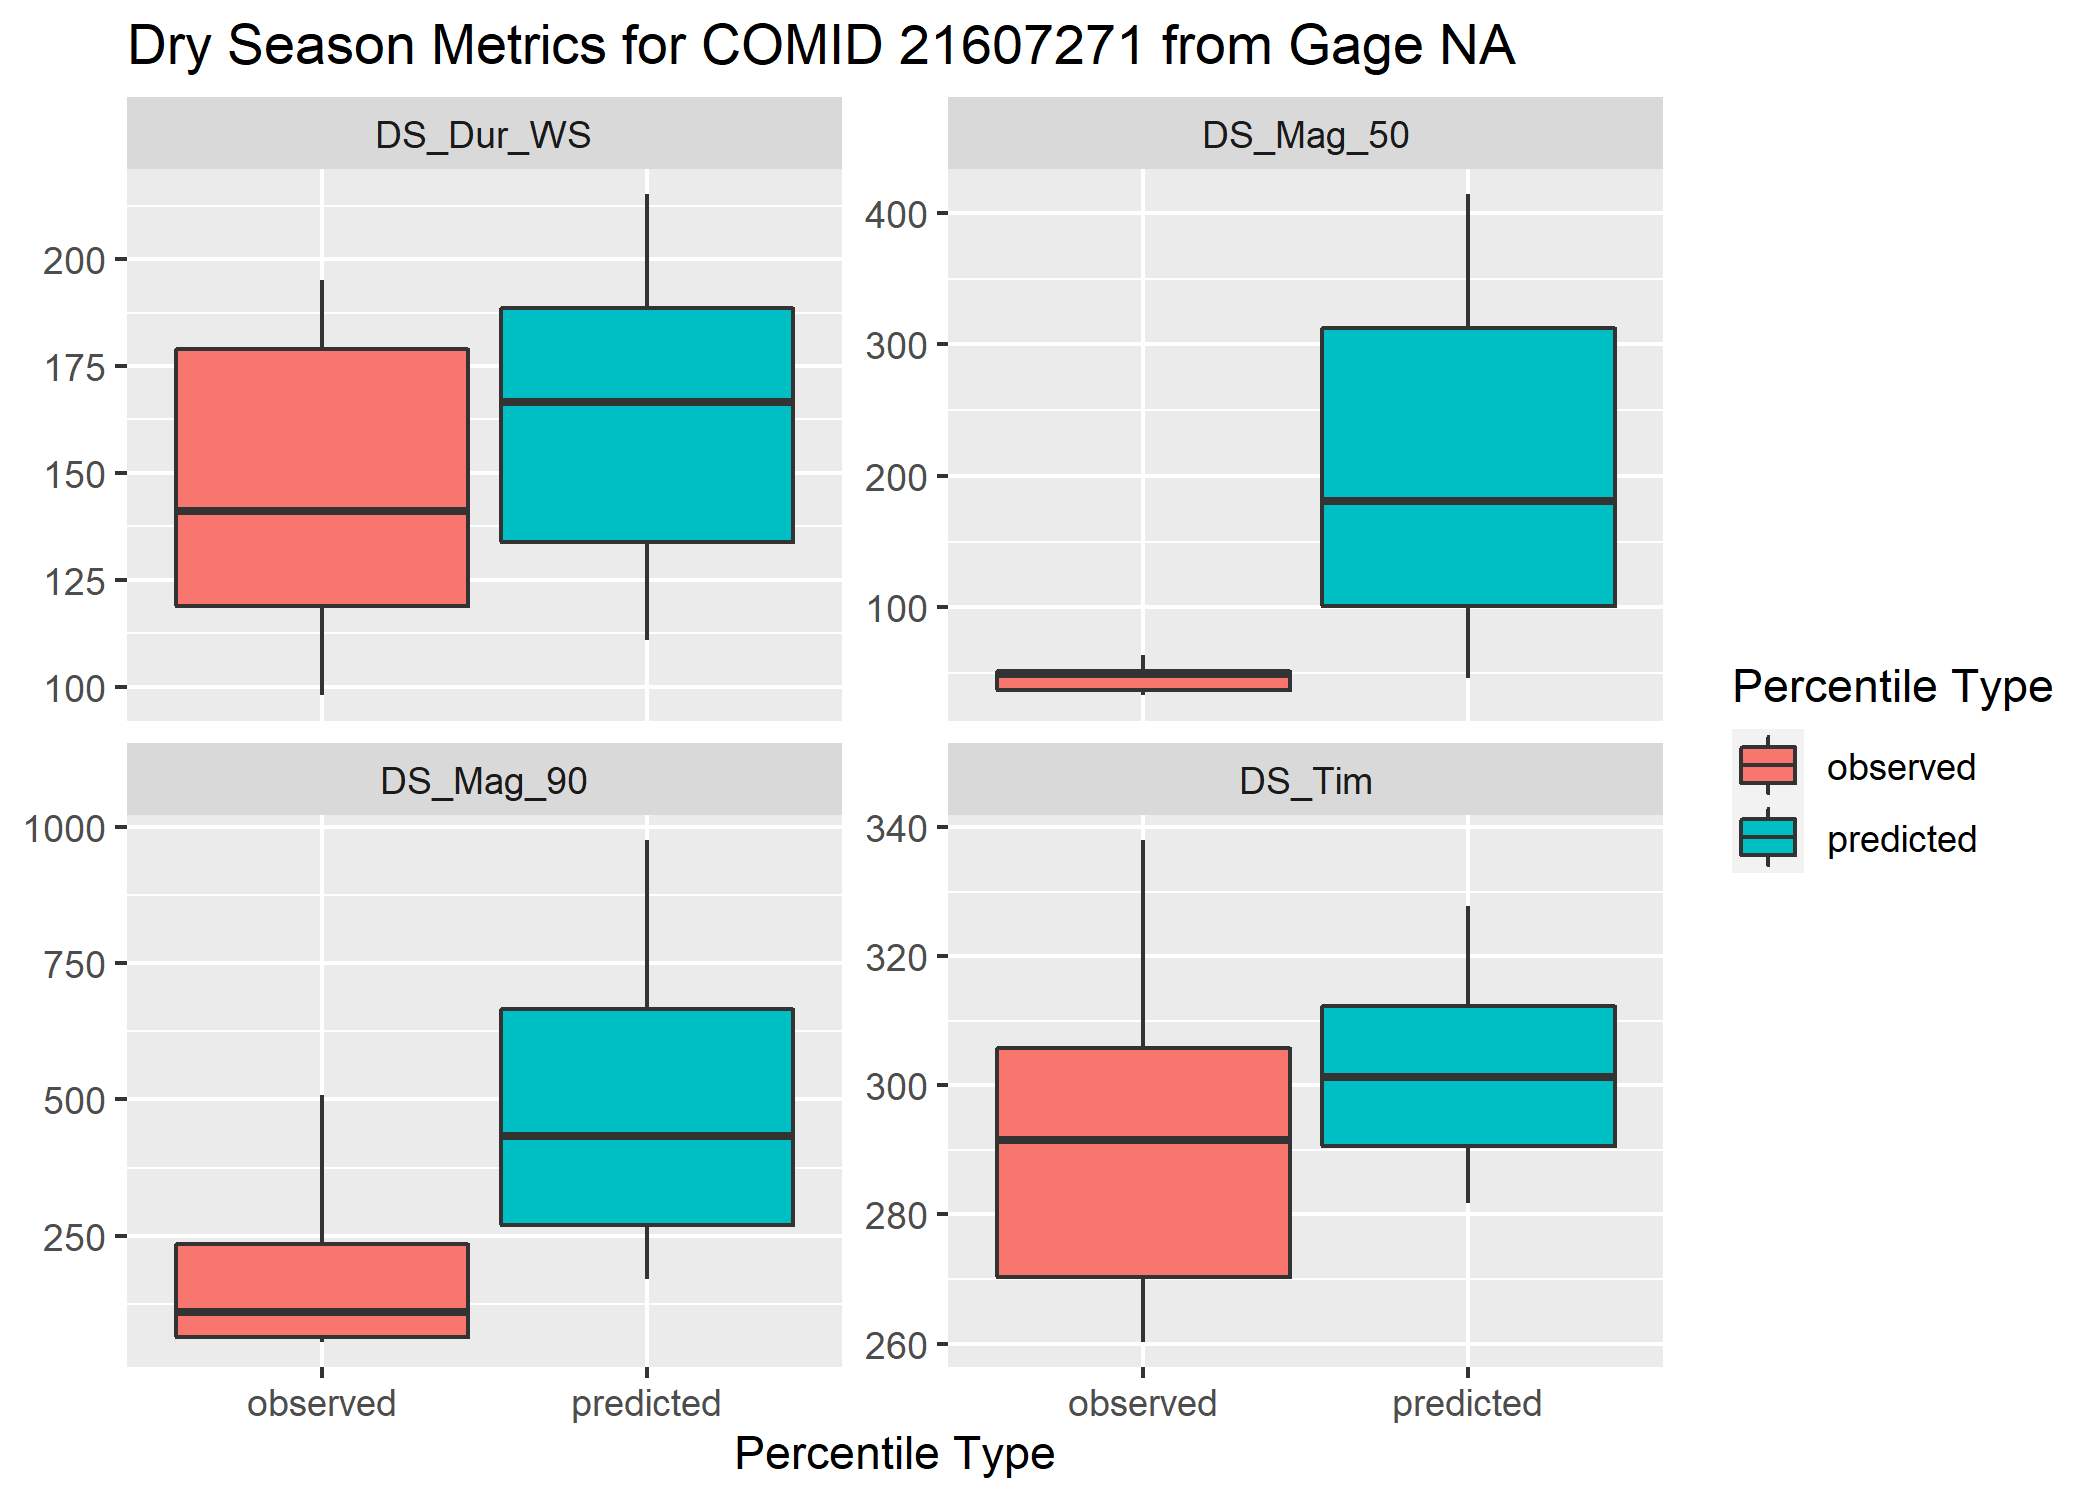 Dry Season Metrics for COMID 21607271 from Gage NA
DS_Dur_WS
DS_Mag_50
200
175
150
125
100
400
300
200
100
DS_Mag_90
DS_Tim
1000
750
500
250
340
320
300
280
260
observed
predicted
observed
predicted
Percentile Type
Percentile Type
observed
predicted